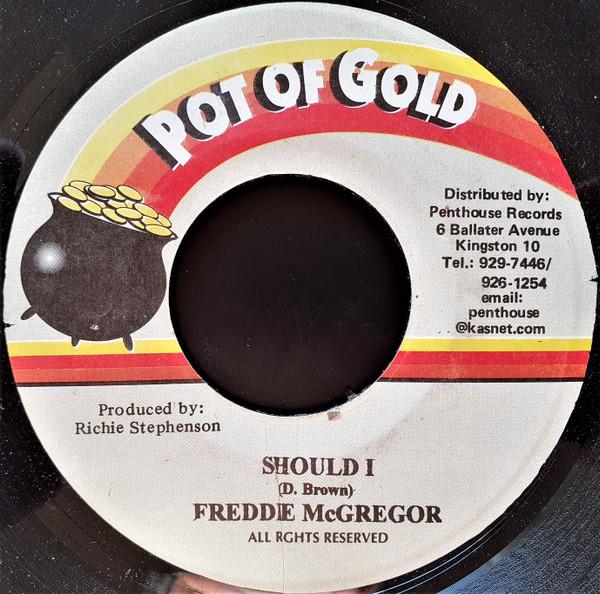 POT OF GOLD
Distributed by:
Penthouse Records
6 Ballater Avenue
Kingston 10
Tel.: 929-7446/
926-1254
email:
penthouse
@kasnet.com
Produced by:
Richie Stephenson
SHOULD I
(D. Brown)
FREDDIE McGREGOR
ALL RGHTS RESERVED